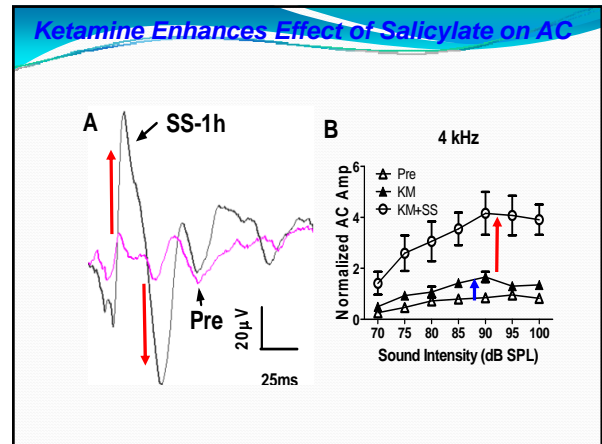 Ketamine Enhances Effect of Salicylate on AC
A
SS-1h
Pre
20µV
25ms
B
4 kHz
Pre
KM
KM+SS
Normalized AC Amp
6
4
2
0
70 75 80 85 90 95 100
Sound Intensity (dB SPL)